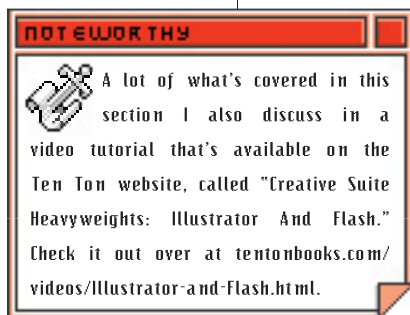 NOTEWORTHY
A lot of what's covered in this
section I also discuss in a
video tutorial that's available on the
Ten Ton website, called "Creative Suite
Heavyweights: Illustrator And Flash."
Check it out over at tentonbooks.com/
videos/Illustrator-and-Flash.html.